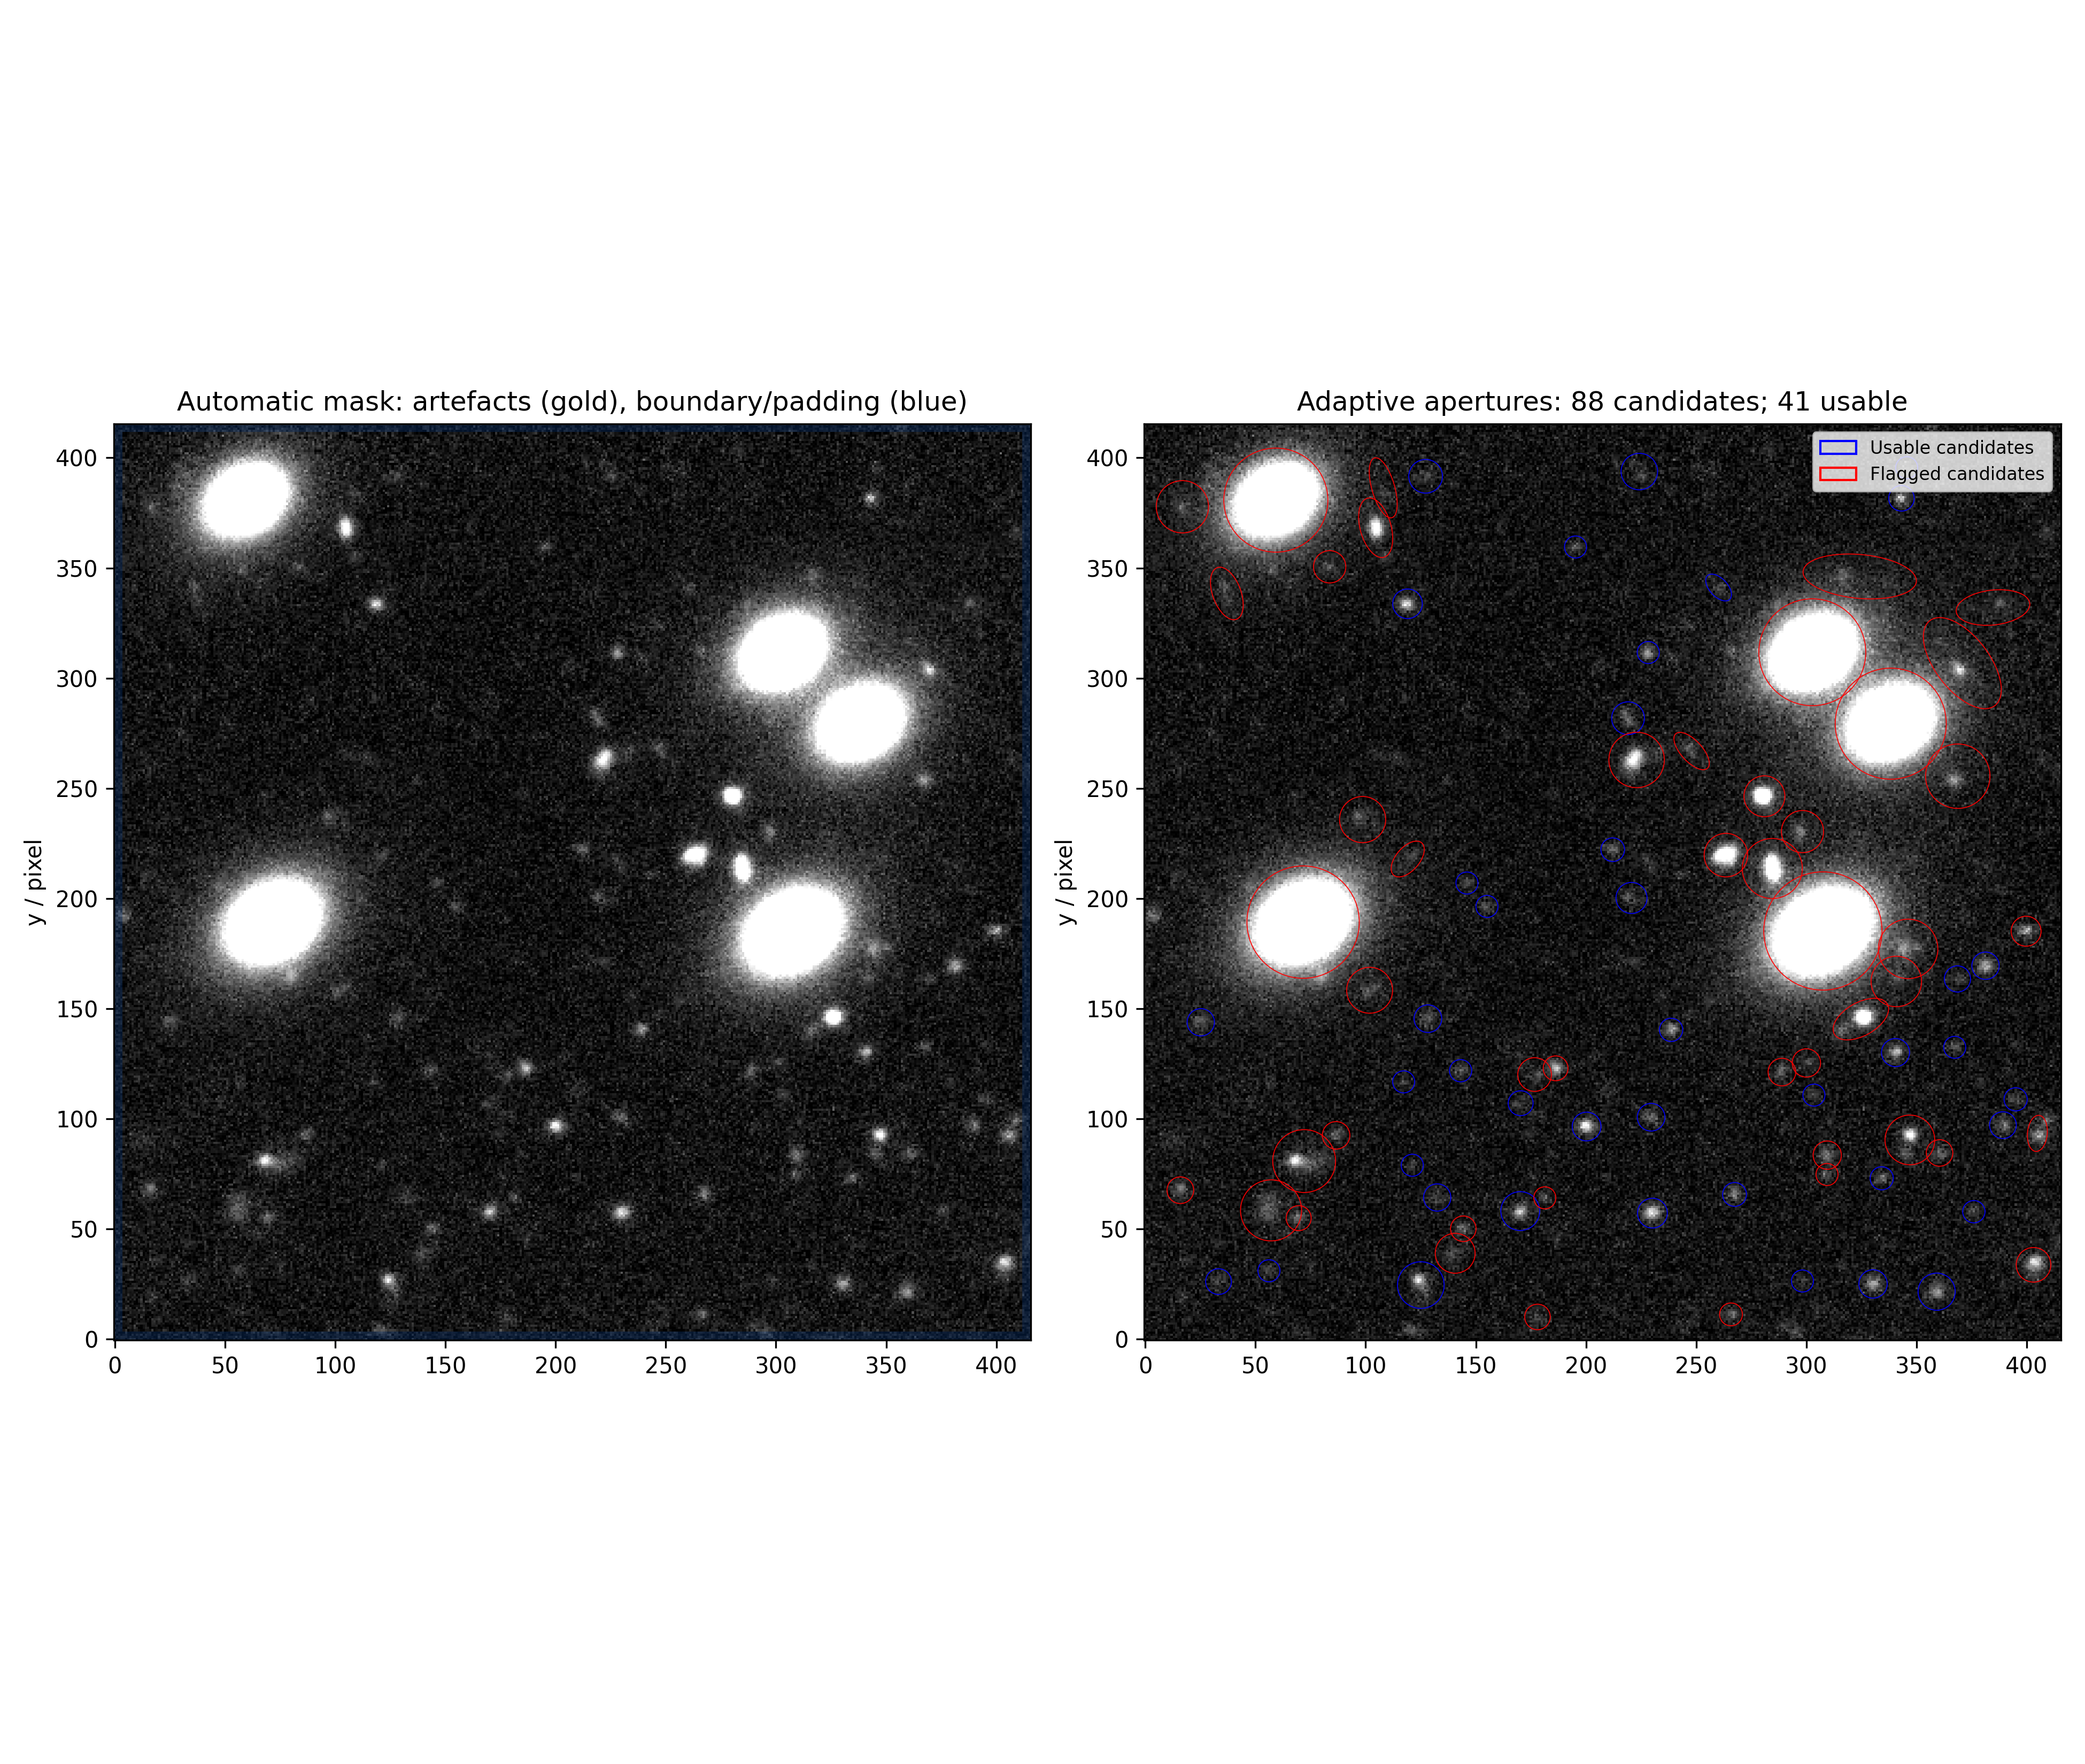 Automatic mask: artefacts (gold), boundary/padding (blue)
y / pixel
400
350
300
250
200
150
100
50
0
0 50 100 150 200 250 300 350 400
Adaptive apertures: 88 candidates; 41 usable
Usable candidates
Flagged candidates
y / pixel
400
350
300
250
200
150
100
50
0
0 50 100 150 200 250 300 350 400